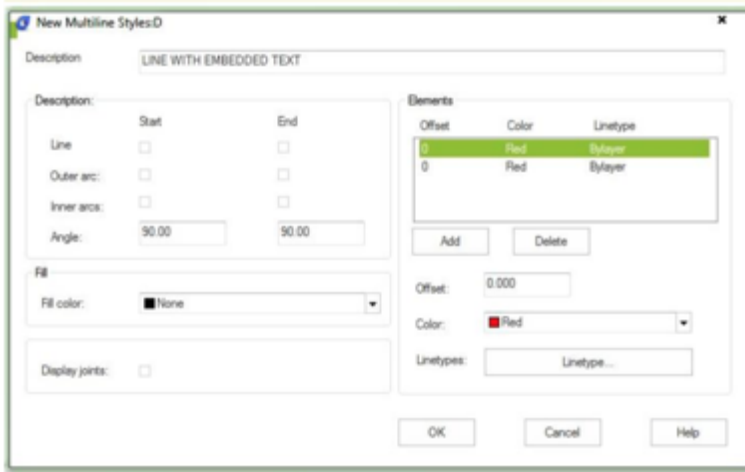 New Multiline Styles:D
Description LINE WITH EMBEDDED TEXT
Description:
Start End
Line
Outer arc:
Inner arcs:
Angle: 90.00 90.00
Fill
Fill color: None
Display joints:
Elements
Offset Color Linetype
0 Red Bylayer
0 Red Bylayer
Add Delete
Offset: 0.000
Color: Red
Linetypes: Linetype...
OK Cancel Help